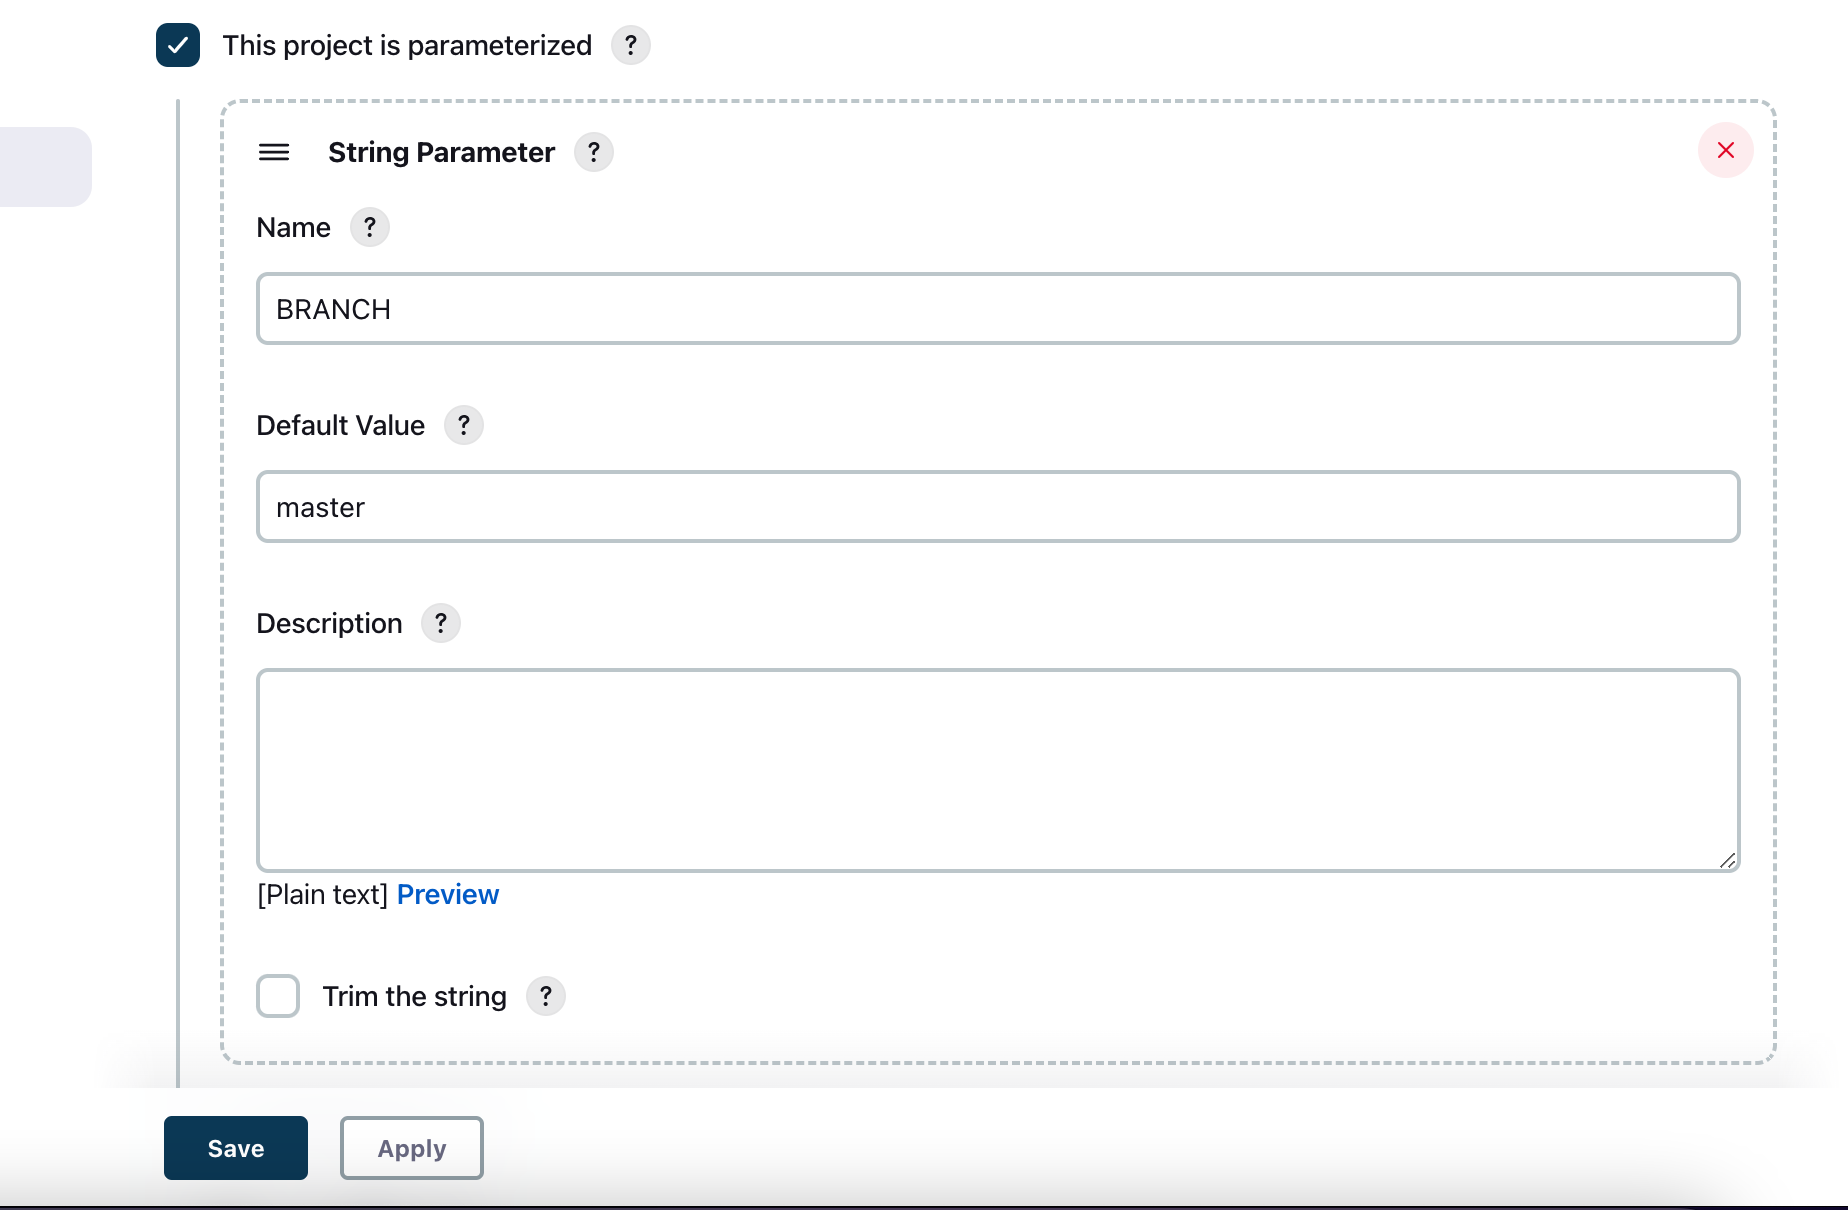 This project is parameterized ?
String Parameter ?
Name ?
BRANCH
Default Value ?
master
Description ?
[Plain text] Preview
Trim the string ?
Save Apply